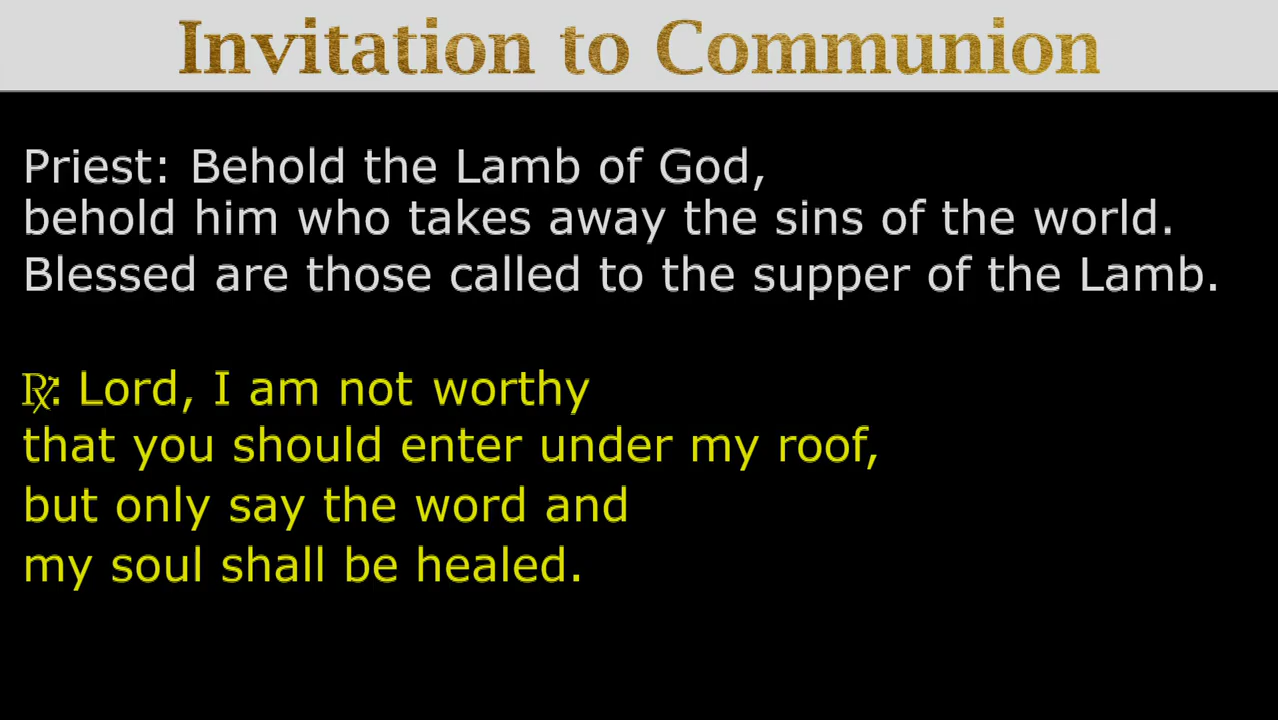 Invitation to Communion
Priest: Behold the Lamb of God,
behold him who takes away the sins of the world.
Blessed are those called to the supper of the Lamb.
℟: Lord, I am not worthy
that you should enter under my roof,
but only say the word and
my soul shall be healed.